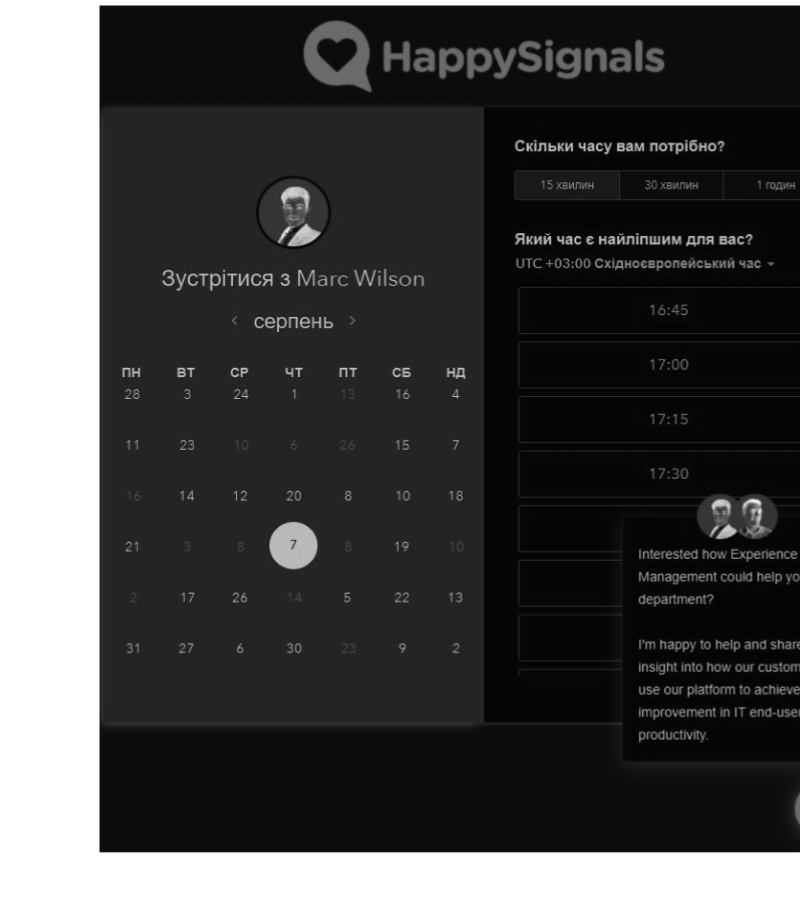 HappySignals
Зустрітися з Marc Wilson
серпень
ПН ВТ СР ЧТ ПТ СБ НД
28 3 24 1 13 16 4
11 23 10 6 26 15 7
16 14 12 20 8 10 18
21 3 8 7 8 19 10
2 17 26 14 5 22 13
31 27 6 30 23 9 2
Скільки часу вам потрібно?
15 хвилин 30 хвилин 1 годин
Який час є найліпшим для вас?
UTC +03:00 Східноєвропейський час
16:45
17:00
17:15
17:30
Interested how Experience
Management could help yo
department?
I'm happy to help and share
insight into how our custom
use our platform to achieve
improvement in IT end-user
productivity.